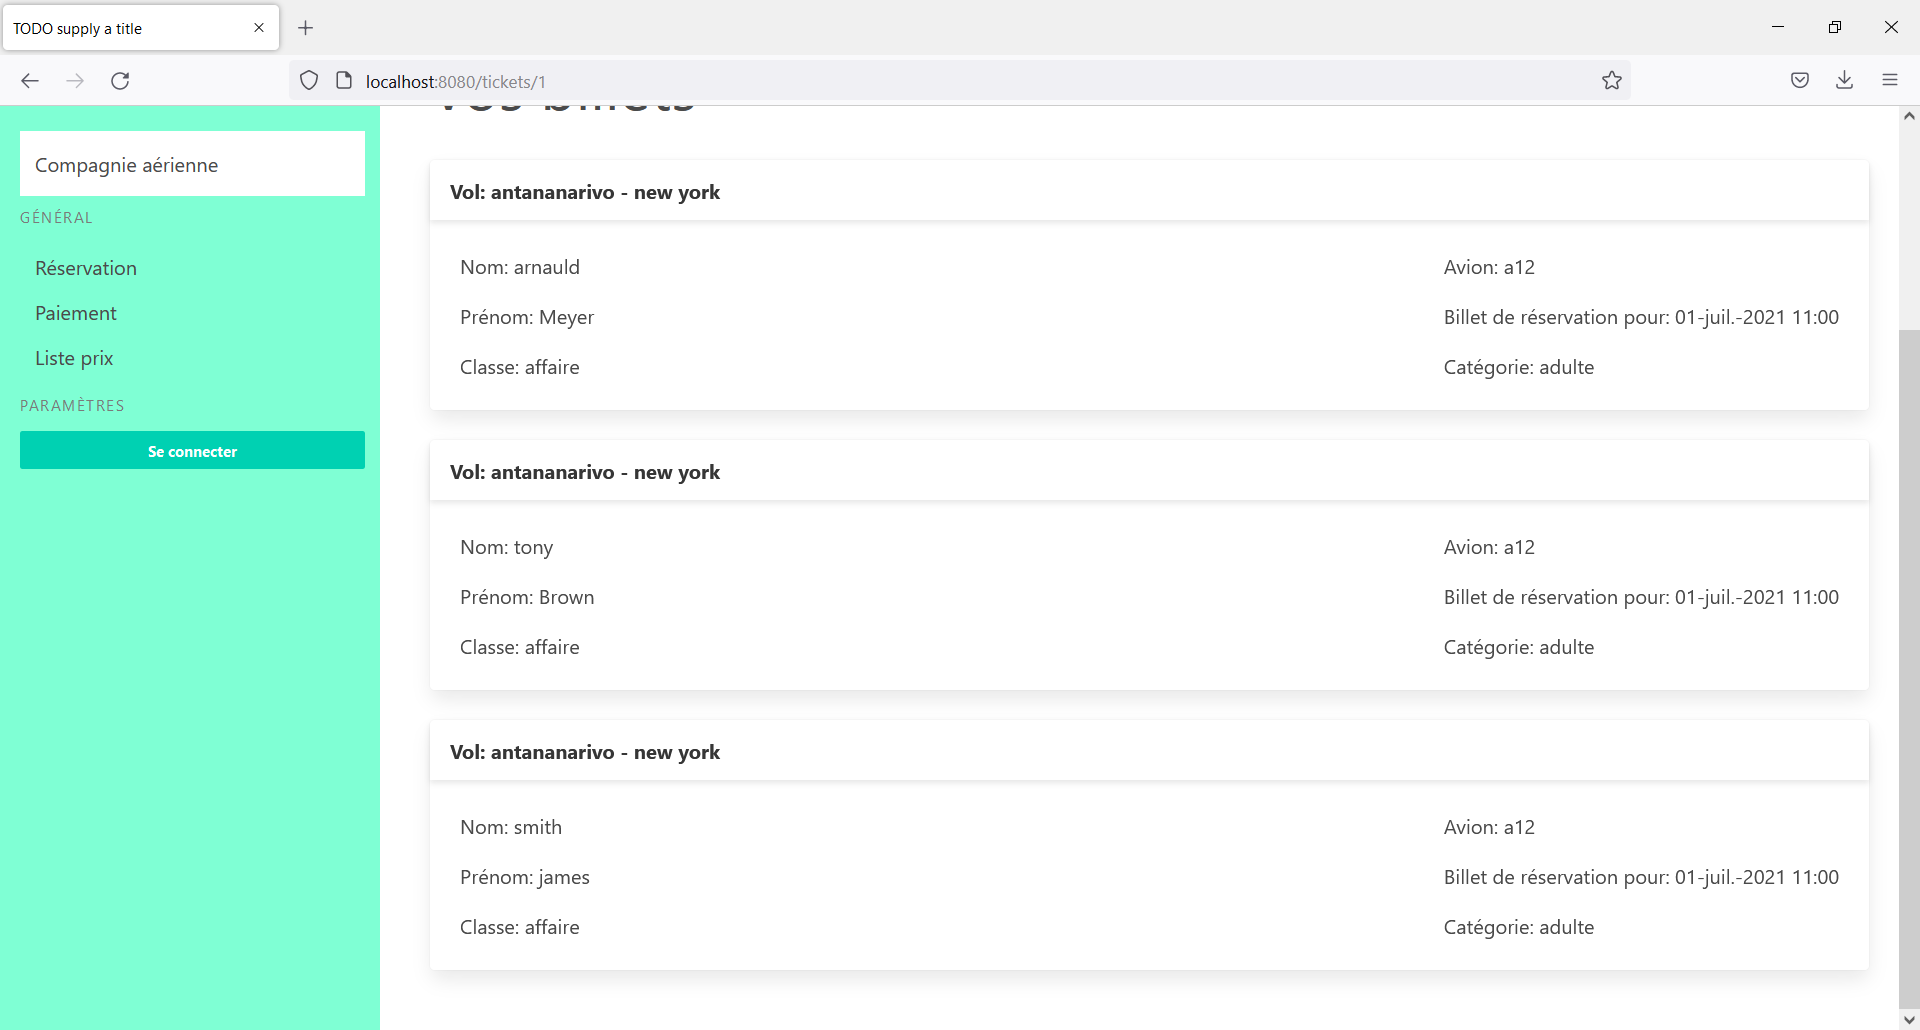 TODO supply a title
localhost:8080/tickets/1
Compagnie aérienne
GÉNÉRAL
Réservation
Paiement
Liste prix
PARAMÈTRES
Se connecter
Vos billets
Vol: antananarivo - new york
Nom: arnauld
Avion: a12
Prénom: Meyer
Billet de réservation pour: 01-juil.-2021 11:00
Classe: affaire
Catégorie: adulte
Vol: antananarivo - new york
Nom: tony
Avion: a12
Prénom: Brown
Billet de réservation pour: 01-juil.-2021 11:00
Classe: affaire
Catégorie: adulte
Vol: antananarivo - new york
Nom: smith
Avion: a12
Prénom: james
Billet de réservation pour: 01-juil.-2021 11:00
Classe: affaire
Catégorie: adulte